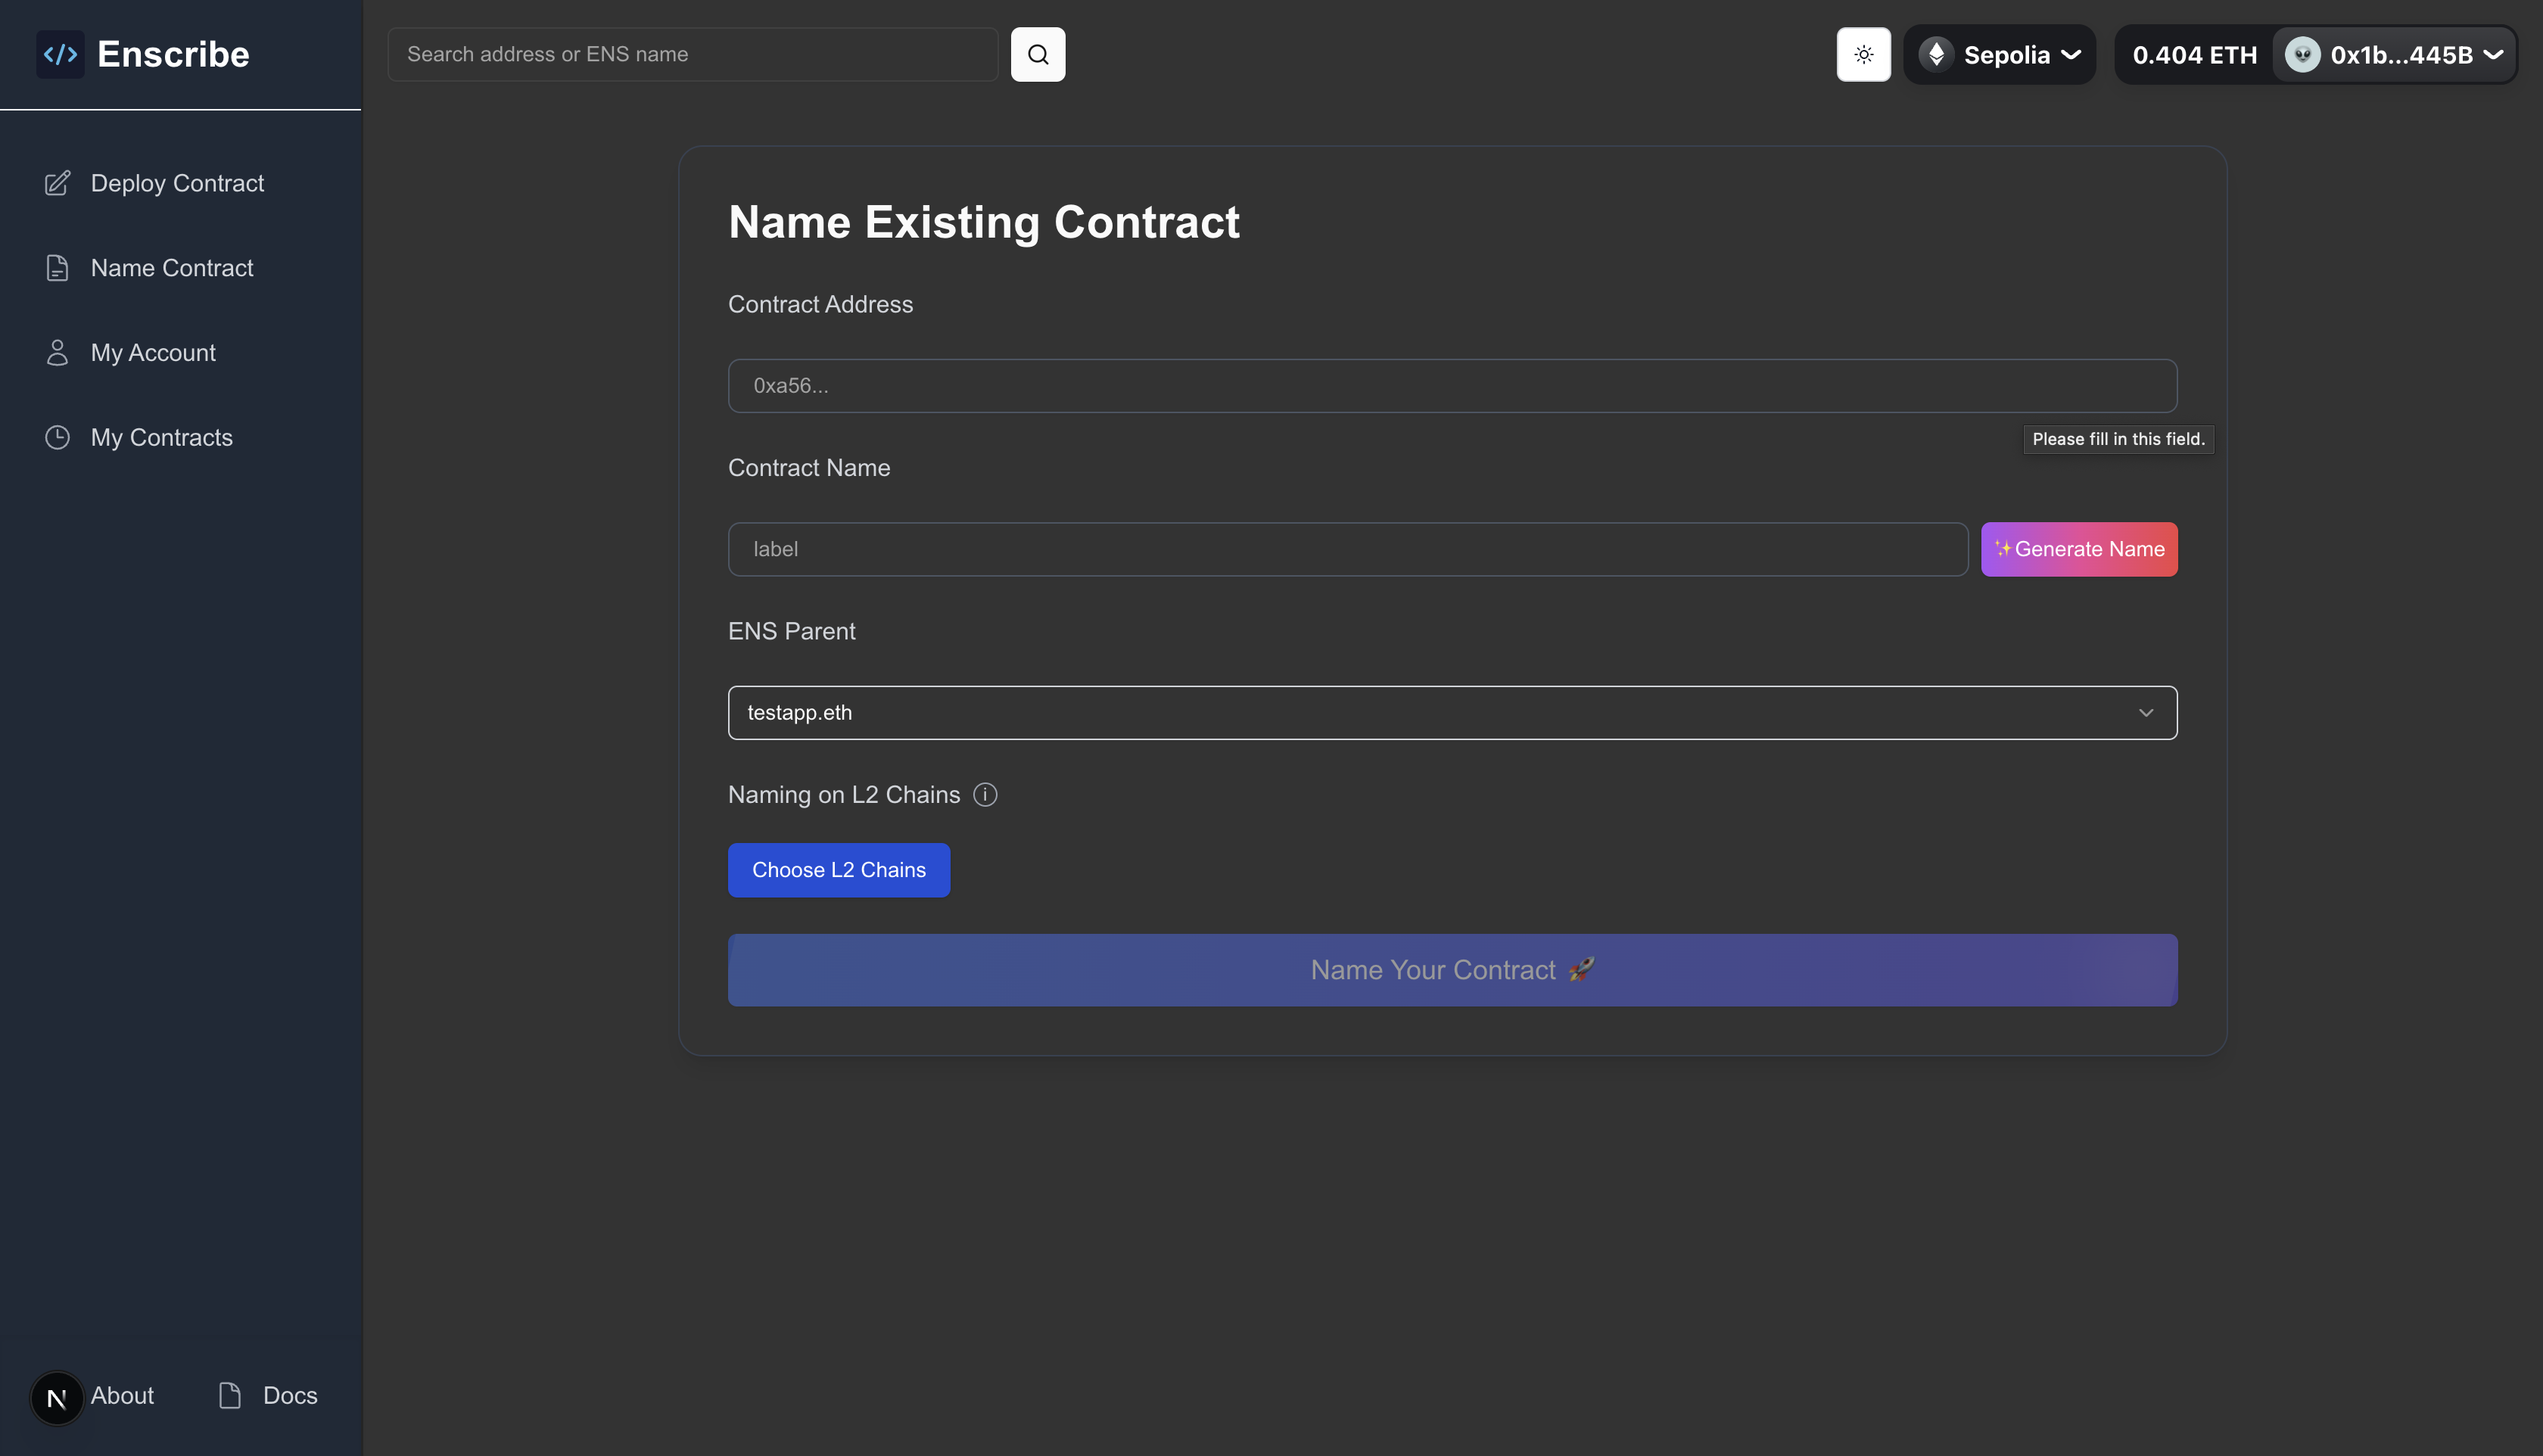 Enscribe
Search address or ENS name
Sepolia
0.404 ETH
0x1b...445B
Deploy Contract
Name Contract
My Account
My Contracts
Name Existing Contract
Contract Address
0xa56...
Please fill in this field.
Contract Name
label
✨Generate Name
ENS Parent
testapp.eth
Naming on L2 Chains
Choose L2 Chains
Name Your Contract 🚀
N
About
Docs